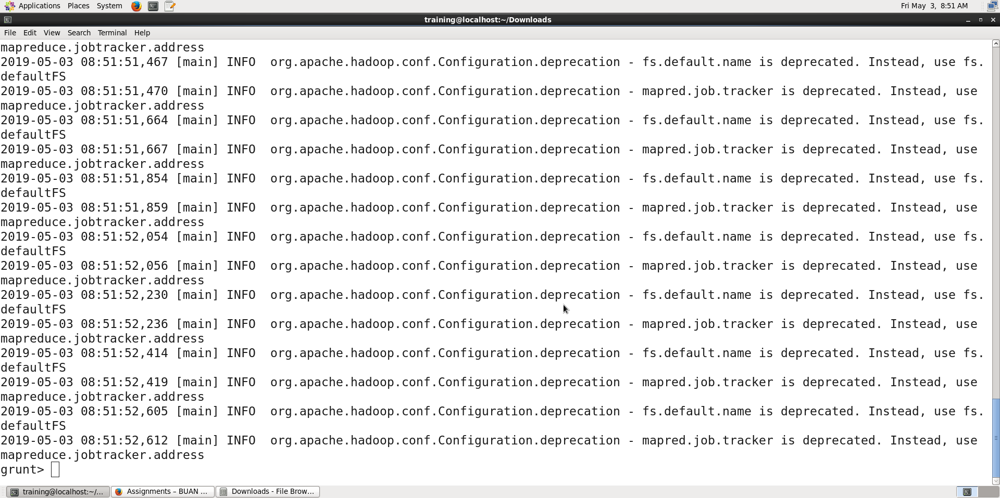 Applications Places System Fri May 3, 8:51 AM
training@localhost:~/Downloads
File Edit View Search Terminal Help
mapreduce.jobtracker.address
2019-05-03 08:51:51,467 [main] INFO  org.apache.hadoop.conf.Configuration.deprecation - fs.default.name is deprecated. Instead, use fs.
defaultFS
2019-05-03 08:51:51,470 [main] INFO  org.apache.hadoop.conf.Configuration.deprecation - mapred.job.tracker is deprecated. Instead, use
mapreduce.jobtracker.address
2019-05-03 08:51:51,664 [main] INFO  org.apache.hadoop.conf.Configuration.deprecation - fs.default.name is deprecated. Instead, use fs.
defaultFS
2019-05-03 08:51:51,667 [main] INFO  org.apache.hadoop.conf.Configuration.deprecation - mapred.job.tracker is deprecated. Instead, use
mapreduce.jobtracker.address
2019-05-03 08:51:51,854 [main] INFO  org.apache.hadoop.conf.Configuration.deprecation - fs.default.name is deprecated. Instead, use fs.
defaultFS
2019-05-03 08:51:51,859 [main] INFO  org.apache.hadoop.conf.Configuration.deprecation - mapred.job.tracker is deprecated. Instead, use
mapreduce.jobtracker.address
2019-05-03 08:51:52,054 [main] INFO  org.apache.hadoop.conf.Configuration.deprecation - fs.default.name is deprecated. Instead, use fs.
defaultFS
2019-05-03 08:51:52,056 [main] INFO  org.apache.hadoop.conf.Configuration.deprecation - mapred.job.tracker is deprecated. Instead, use
mapreduce.jobtracker.address
2019-05-03 08:51:52,230 [main] INFO  org.apache.hadoop.conf.Configuration.deprecation - fs.default.name is deprecated. Instead, use fs.
defaultFS
2019-05-03 08:51:52,236 [main] INFO  org.apache.hadoop.conf.Configuration.deprecation - mapred.job.tracker is deprecated. Instead, use
mapreduce.jobtracker.address
2019-05-03 08:51:52,414 [main] INFO  org.apache.hadoop.conf.Configuration.deprecation - fs.default.name is deprecated. Instead, use fs.
defaultFS
2019-05-03 08:51:52,419 [main] INFO  org.apache.hadoop.conf.Configuration.deprecation - mapred.job.tracker is deprecated. Instead, use
mapreduce.jobtracker.address
2019-05-03 08:51:52,605 [main] INFO  org.apache.hadoop.conf.Configuration.deprecation - fs.default.name is deprecated. Instead, use fs.
defaultFS
2019-05-03 08:51:52,612 [main] INFO  org.apache.hadoop.conf.Configuration.deprecation - mapred.job.tracker is deprecated. Instead, use
mapreduce.jobtracker.address
grunt>
training@localhost:~/... Assignments – BUAN ... Downloads - File Brow...